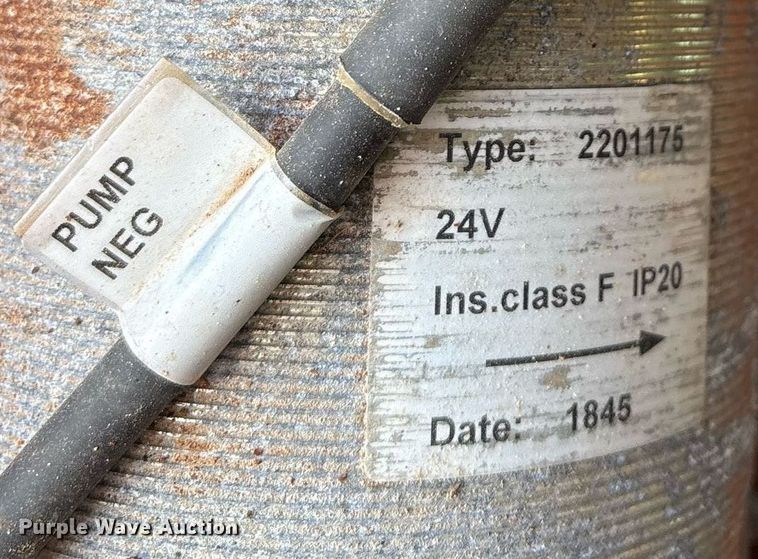 PUMP
NEG
Type: 2201175
24V
Ins.class F IP20
Date: 1845
Purple Wave Auction